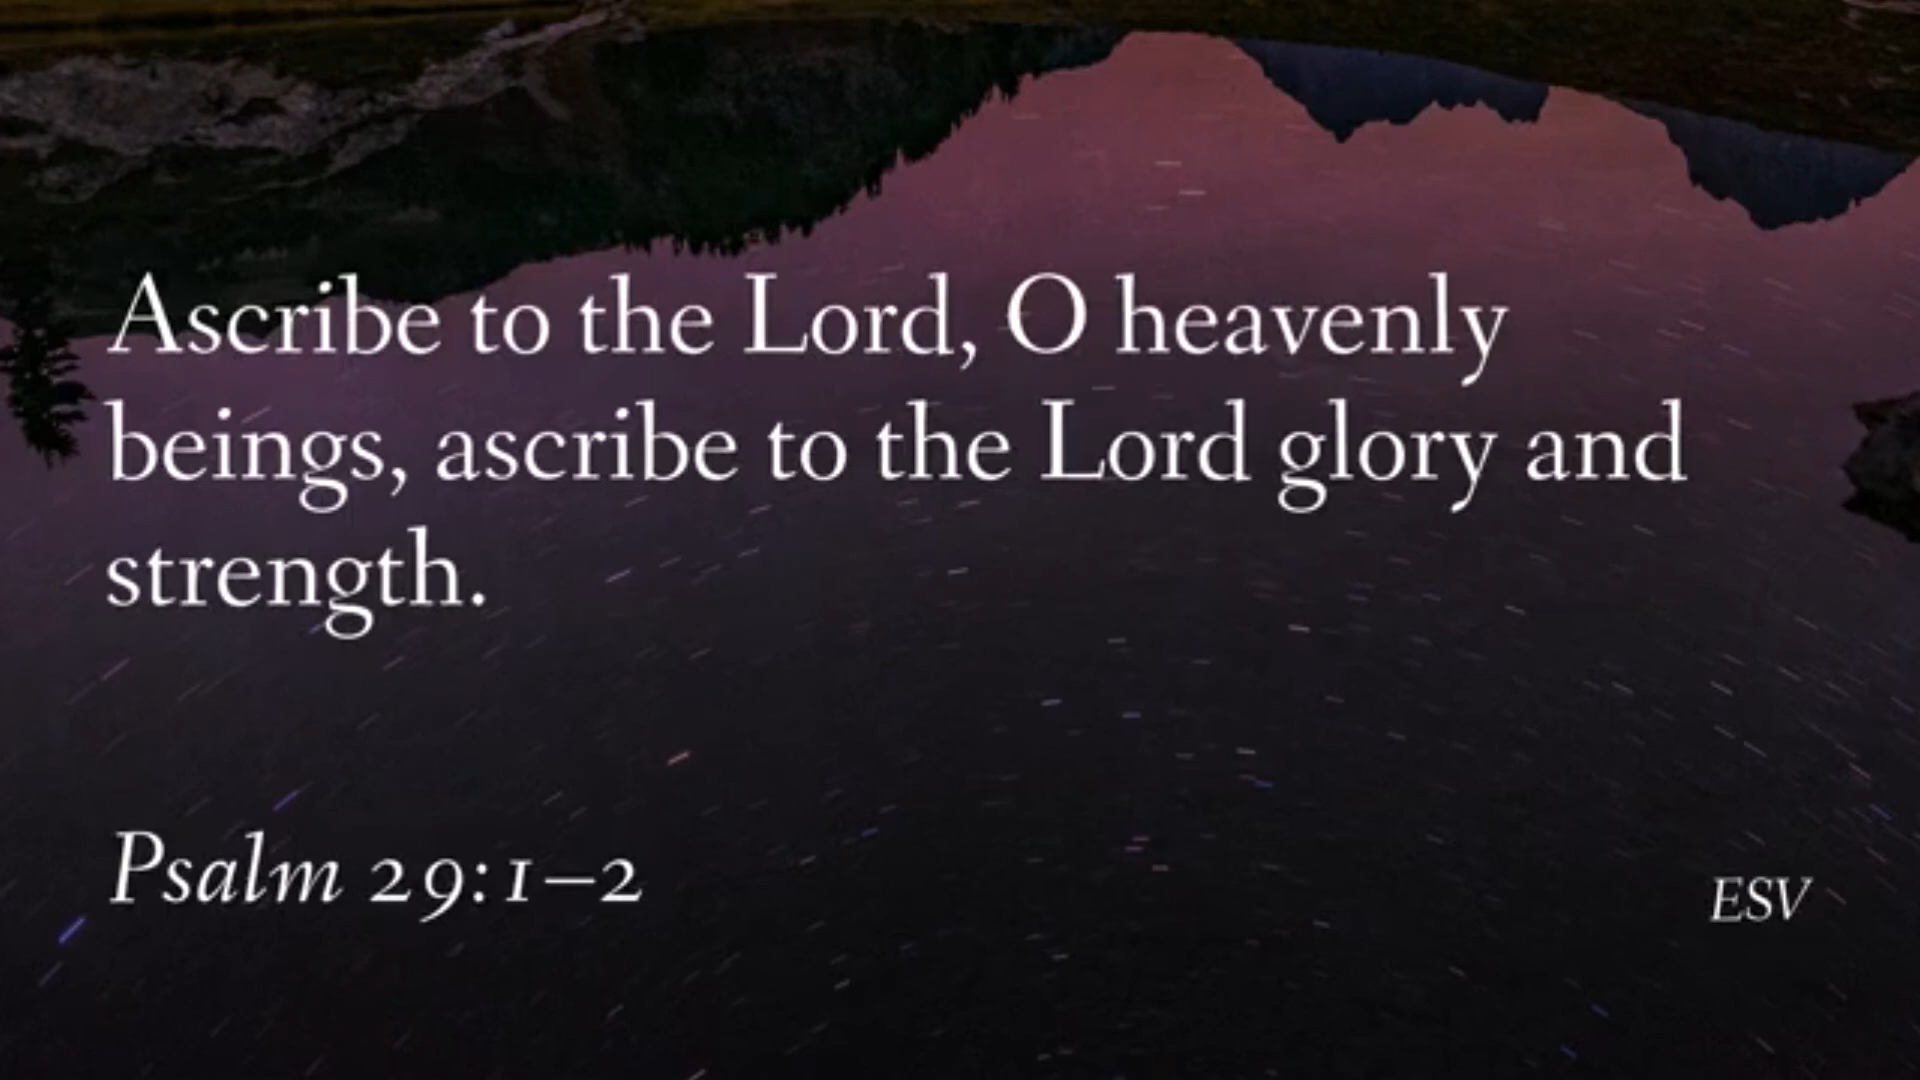 Ascribe to the Lord, O heavenly
beings, ascribe to the Lord glory and
strength.
Psalm 29:1–2
ESV